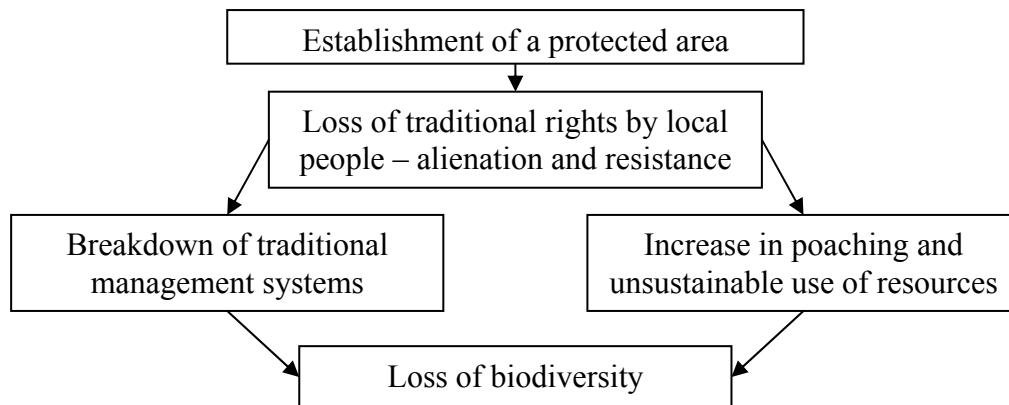 Establishment of a protected area
Loss of traditional rights by local
people – alienation and resistance
Breakdown of traditional
management systems
Increase in poaching and
unsustainable use of resources
Loss of biodiversity